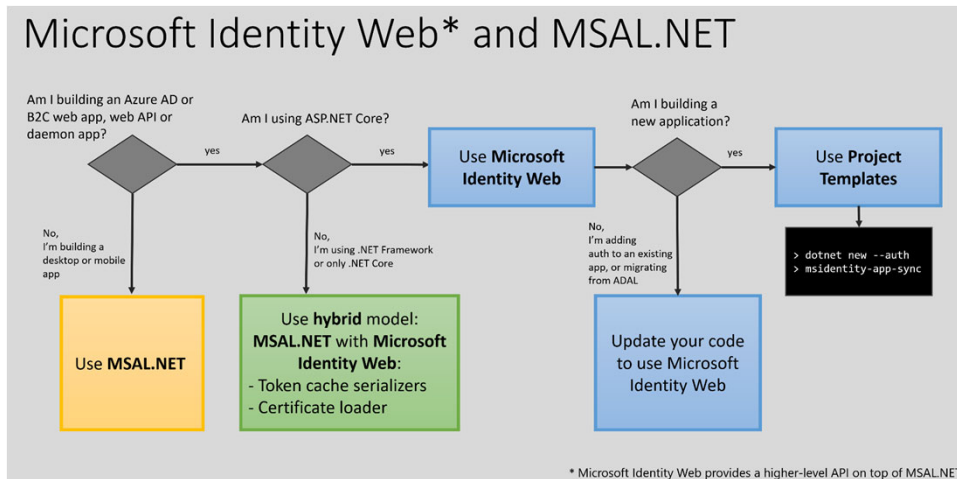 Microsoft Identity Web* and MSAL.NET
Am I building an Azure AD or
B2C web app, web API or
daemon app?
yes
No,
I'm building a
desktop or mobile
app
Use MSAL.NET
Am I using ASP.NET Core?
yes
No,
I'm using .NET Framework
or only .NET Core
Use hybrid model:
MSAL.NET with Microsoft
Identity Web:
- Token cache serializers
- Certificate loader
Use Microsoft
Identity Web
Am I building a
new application?
yes
No,
I'm adding
auth to an existing
app, or migrating
from ADAL
Update your code
to use Microsoft
Identity Web
Use Project
Templates
> dotnet new --auth
> msidentity-app-sync
* Microsoft Identity Web provides a higher-level API on top of MSAL.NET